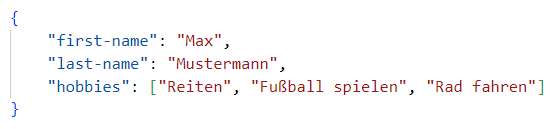 {
    "first-name": "Max",
    "last-name": "Mustermann",
    "hobbies": ["Reiten", "Fußball spielen", "Rad fahren"]
}